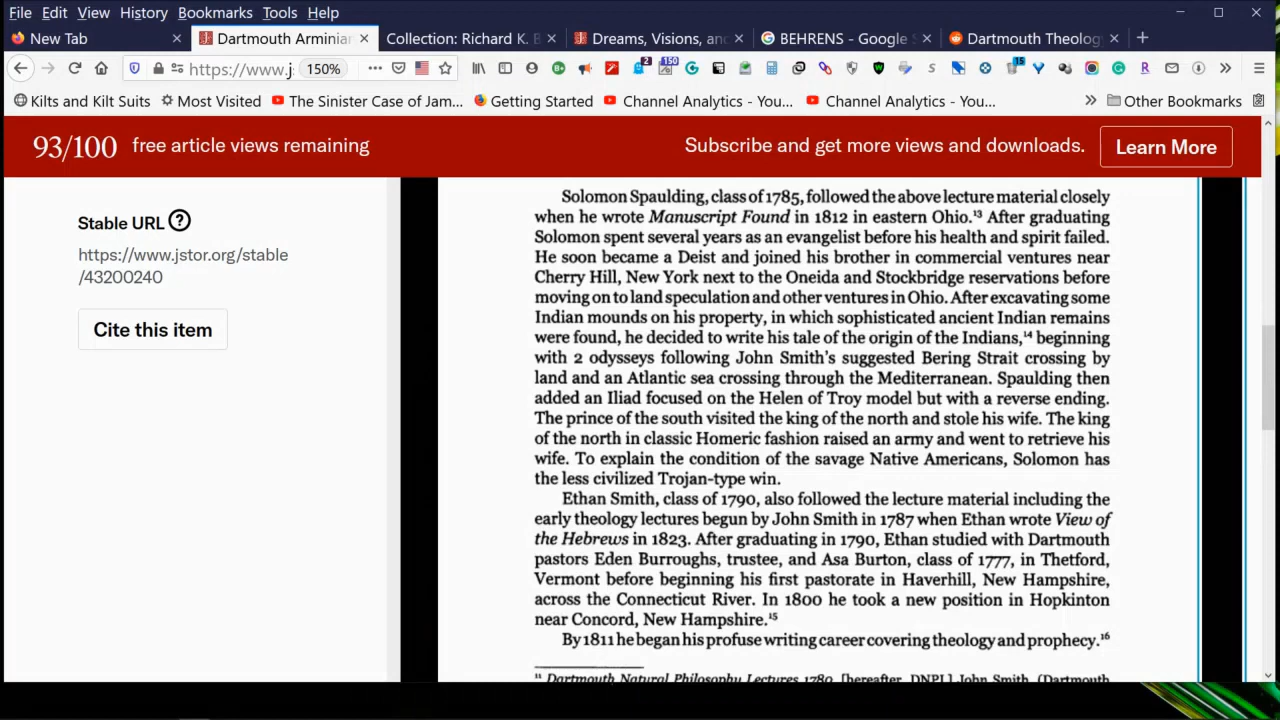 File Edit View History Bookmarks Tools Help
New Tab
Dartmouth Arminian
Collection: Richard K. B
Dreams, Visions, and
BEHRENS - Google S
Dartmouth Theolog
https://www.j 150%
Kilts and Kilt Suits Most Visited The Sinister Case of Jam... Getting Started Channel Analytics - You... Channel Analytics - You... Other Bookmarks
93/100 free article views remaining Subscribe and get more views and downloads. Learn More
Stable URL ?
https://www.jstor.org/stable
/43200240
Cite this item
Solomon Spaulding, class of 1785, followed the above lecture material closely
when he wrote Manuscript Found in 1812 in eastern Ohio.¹³ After graduating
Solomon spent several years as an evangelist before his health and spirit failed.
He soon became a Deist and joined his brother in commercial ventures near
Cherry Hill, New York next to the Oneida and Stockbridge reservations before
moving on to land speculation and other ventures in Ohio. After excavating some
Indian mounds on his property, in which sophisticated ancient Indian remains
were found, he decided to write his tale of the origin of the Indians,¹⁴ beginning
with 2 odysseys following John Smith's suggested Bering Strait crossing by
land and an Atlantic sea crossing through the Mediterranean. Spaulding then
added an Iliad focused on the Helen of Troy model but with a reverse ending.
The prince of the south visited the king of the north and stole his wife. The king
of the north in classic Homeric fashion raised an army and went to retrieve his
wife. To explain the condition of the savage Native Americans, Solomon has
the less civilized Trojan-type win.
Ethan Smith, class of 1790, also followed the lecture material including the
early theology lectures begun by John Smith in 1787 when Ethan wrote View of
the Hebrews in 1823. After graduating in 1790, Ethan studied with Dartmouth
pastors Eden Burroughs, trustee, and Asa Burton, class of 1777, in Thetford,
Vermont before beginning his first pastorate in Haverhill, New Hampshire,
across the Connecticut River. In 1800 he took a new position in Hopkinton
near Concord, New Hampshire.¹⁵
By 1811 he began his profuse writing career covering theology and prophecy.¹⁶
¹¹ Dartmouth Natural Philosophy Lectures 1780 [hereafter, DNPL] John Smith, (Dartmouth